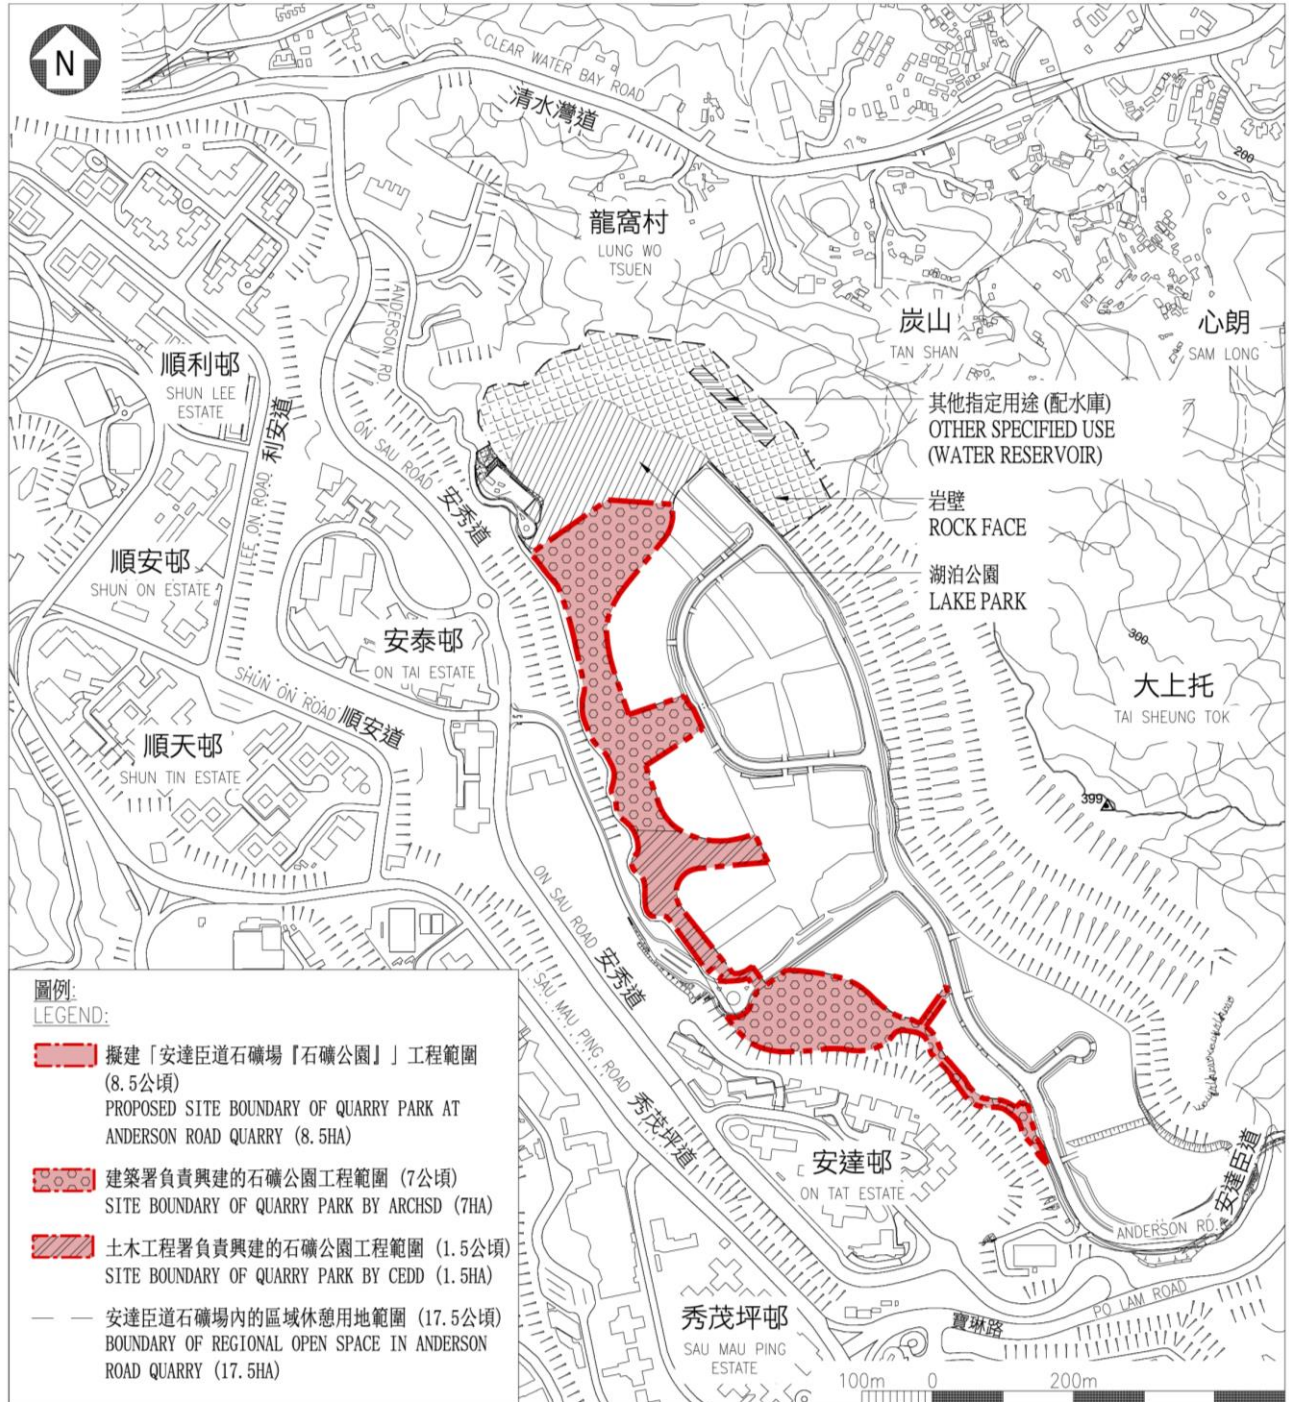 N
CLEAR WATER BAY ROAD
清水灣道
200
龍窩村
LUNG WO
TSUEN
炭山
TAN SHAN
心朗
SAM LONG
ANDERSON RD
順利邨
SHUN LEE
ESTATE
利安道
LEE ON ROAD
ON SAU ROAD
安秀道
其他指定用途 (配水庫)
OTHER SPECIFIED USE
(WATER RESERVOIR)
岩壁
ROCK FACE
湖泊公園
LAKE PARK
順安邨
SHUN ON ESTATE
安泰邨
ON TAI ESTATE
SHUN ON ROAD
順安道
300
大上托
TAI SHEUNG TOK
順天邨
SHUN TIN ESTATE
399
ON SAU ROAD
安秀道
SAU MAU PING ROAD
秀茂坪道
安達邨
ON TAT ESTATE
安達臣道
ANDERSON RD.
PO LAM ROAD
寶琳路
秀茂坪邨
SAU MAU PING
ESTATE
圖例:
LEGEND:
擬建「安達臣道石礦場『石礦公園』」工程範圍
(8.5公頃)
PROPOSED SITE BOUNDARY OF QUARRY PARK AT
ANDERSON ROAD QUARRY (8.5HA)
建築署負責興建的石礦公園工程範圍 (7公頃)
SITE BOUNDARY OF QUARRY PARK BY ARCHSD (7HA)
土木工程署負責興建的石礦公園工程範圍 (1.5公頃)
SITE BOUNDARY OF QUARRY PARK BY CEDD (1.5HA)
安達臣道石礦場內的區域休憩用地範圍 (17.5公頃)
BOUNDARY OF REGIONAL OPEN SPACE IN ANDERSON
ROAD QUARRY (17.5HA)
100m 0 200m